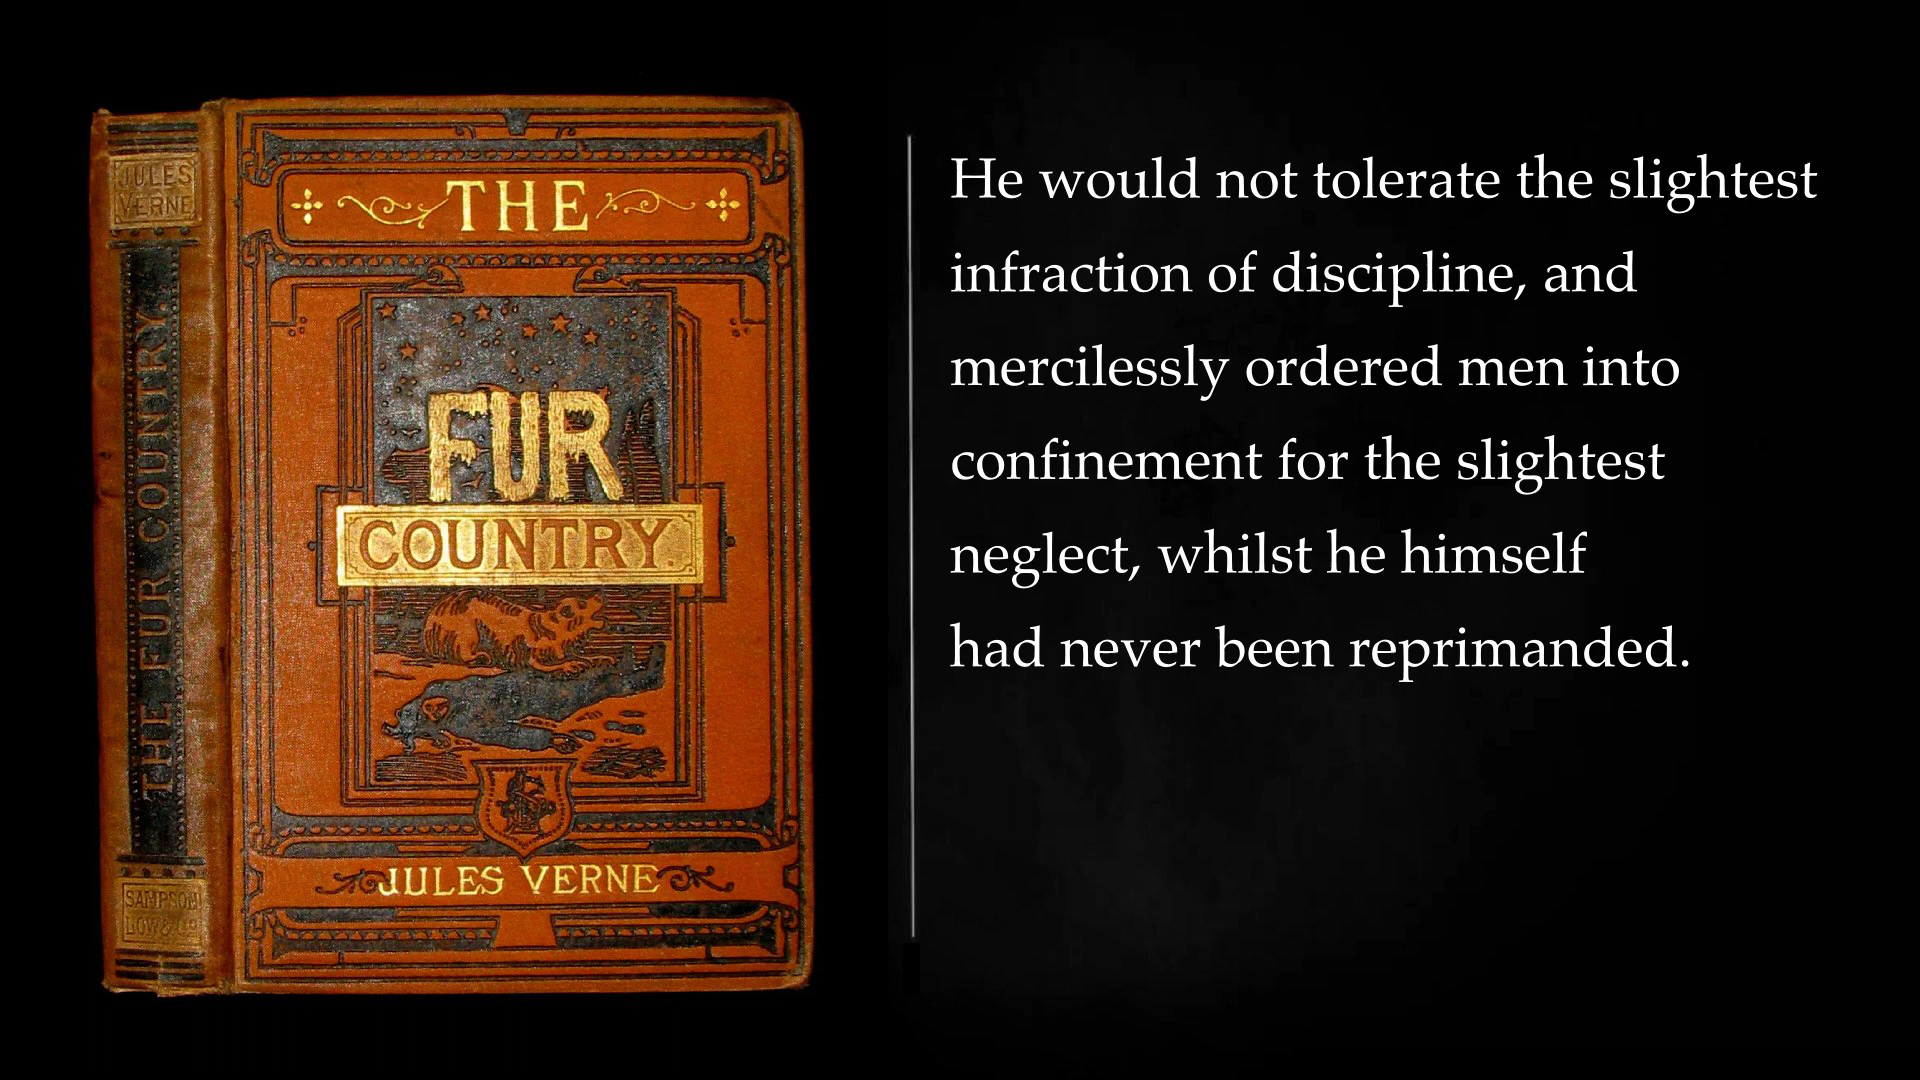 JULES
VERNE
THE FUR COUNTRY.
SAMPSON
LOW & Co
THE
FUR
COUNTRY.
JULES VERNE
He would not tolerate the slightest
infraction of discipline, and
mercilessly ordered men into
confinement for the slightest
neglect, whilst he himself
had never been reprimanded.